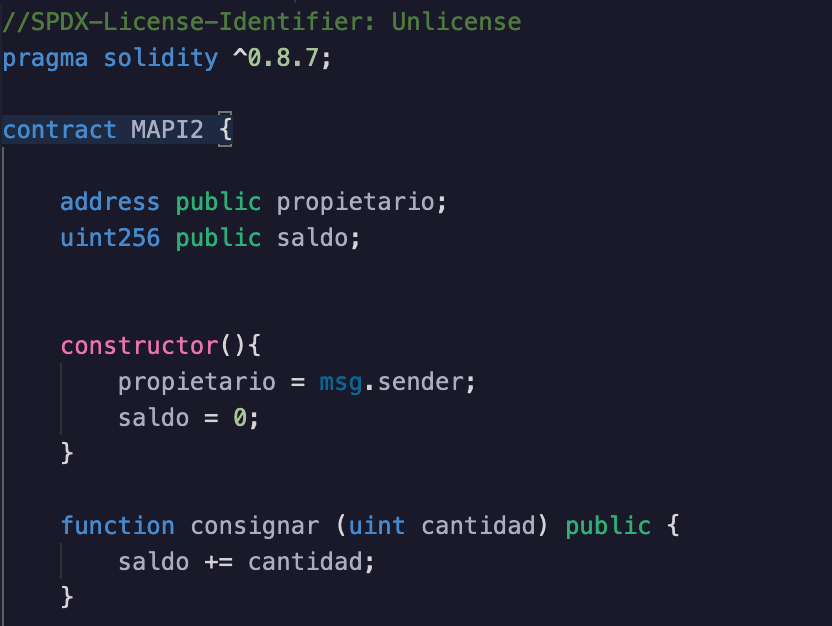 //SPDX-License-Identifier: Unlicense
pragma solidity ^0.8.7;
contract MAPI2 {
address public propietario;
uint256 public saldo;
constructor(){
propietario = msg.sender;
saldo = 0;
}
function consignar (uint cantidad) public {
saldo += cantidad;
}